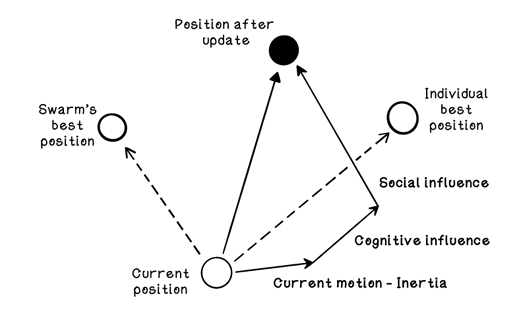 Position after
update
Swarm's
best
position
Individual
best
position
Social influence
Cognitive influence
Current
position
Current motion - Inertia